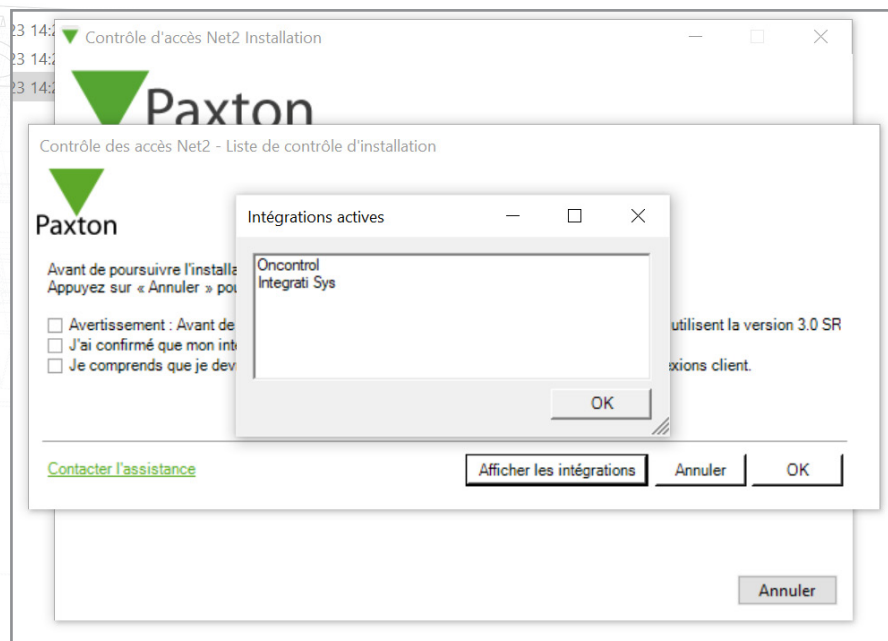 23 14:2
23 14:2
23 14:2
Contrôle d'accès Net2 Installation
Paxton
Contrôle des accès Net2 - Liste de contrôle d'installation
Paxton
Intégrations actives
Oncontrol
Integrati Sys
OK
Avant de poursuivre l'installa
Appuyez sur « Annuler » pou
Avertissement : Avant de utilisent la version 3.0 SR
J'ai confirmé que mon inté
Je comprends que je dev exions client.
Contacter l'assistance
Afficher les intégrations
Annuler
OK
Annuler